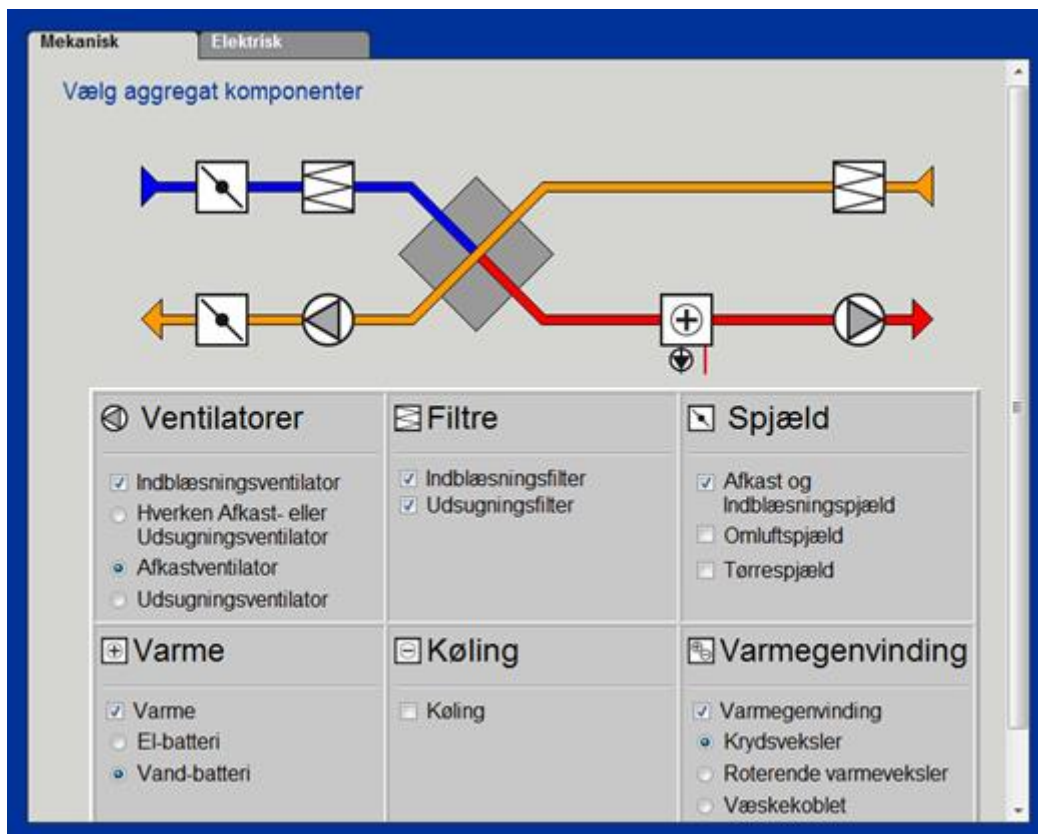 Mekanisk
Elektrisk
Vælg aggregat komponenter
Ventilatorer
Indblæsningsventilator
Hverken Afkast- eller
Udsugningsventilator
Afkastventilator
Udsugningsventilator
Filtre
Indblæsningsfilter
Udsugningsfilter
Spjæld
Afkast og
Indblæsningspjæld
Omluftspjæld
Tørrespjæld
Varme
Varme
El-batteri
Vand-batteri
Køling
Køling
Varmegenvinding
Varmegenvinding
Krydsveksler
Roterende varmeveksler
Væskekoblet